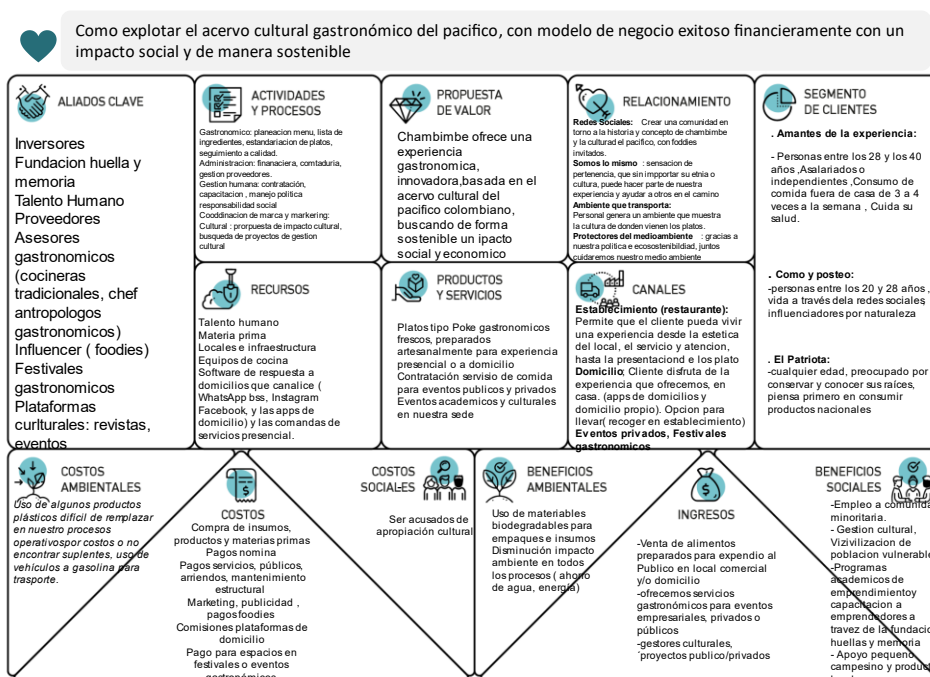 Como explotar el acervo cultural gastronómico del pacifico, con modelo de negocio exitoso financieramente con un
impacto social y de manera sostenible
ALIADOS CLAVE
Inversores
Fundacion huella y
memoria
Talento Humano
Proveedores
Asesores
gastronomicos
(cocineras
tradicionales, chef
antropologos
gastronomicos)
Influencer ( foodies)
Festivales
gastronomicos
Plataformas
curlturales: revistas,
eventos
ACTIVIDADES
Y PROCESOS
Gastronomico: planeacion menu, lista de
ingredientes, estandariacion de platos,
seguimiento a calidad.
Administracion: finanaciera, comtaduria,
gestion proveedores.
Gestion humana: contratación,
capacitacion , manejo politica
responsabilidad social
Cooddinacion de marca y markering:
Cultural : prorpuesta de impacto cultural,
busqueda de proyectos de gestion
cultural
RECURSOS
Talento humano
Materia prima
Locales e infraestructura
Equipos de cocina
Software de respuesta a
domicilios que canalice (
WhatsApp bss, Instagram
Facebook, y las apps de
domicilio) y las comandas de
servicios presencial.
PROPUESTA
DE VALOR
Chambimbe ofrece una
experiencia
gastronomica,
innovadora,basada en el
acervo cultural del
pacifico colombiano,
buscando de forma
sostenible un ipacto
social y economico
PRODUCTOS
Y SERVICIOS
Platos tipo Poke gastronomicos
frescos, preparados
artesanalmente para experiencia
presencial o a domicilio
Contratación servisio de comida
para eventos publicos y privados
Eventos academicos y culturales
en nuestra sede
RELACIONAMIENTO
Redes Sociales: Crear una comunidad en
torno a la historia y concepto de chambimbe
y la cultural el pacifico, con foddies
invitados.
Somos lo mismo : sensacion de
pertenencia, que sin importar su etnia o
cultura, puede hacer parte de nuestra
experiencia y ayudar a otros en el camino
Ambiente que transporta:
Personal genera un ambiente que muestra
la cultura de donden vienen los platos.
Protectores del medioambiente : gracias a
nuestra politica e ecosostenibildiad, juntos
cuidaremos nuestro medio ambiente
CANALES
Establecimiento (restaurante):
Permite que el cliente pueda vivir
una experiencia desde la estetica
del local, el servicio y atencion,
hasta la presentaciond e los plato
Domicilio; Cliente disfruta de la
experiencia que ofrecemos, en
casa. (apps de domicilios y
domicilio propio). Opcion para
llevar( recoger en establecimiento)
Eventos privados, Festivales
gastronomicos
SEGMENTO
DE CLIENTES
. Amantes de la experiencia:
- Personas entre los 28 y los 40
años ,Asalariados o
independientes ,Consumo de
comida fuera de casa de 3 a 4
veces a la semana , Cuida su
salud.
. Como y posteo:
-personas entre los 20 y 28 años ,
vida a través dela redes sociales
influenciadores por naturaleza
. El Patriota:
-cualquier edad, preocupado por
conservar y conocer sus raíces,
piensa primero en consumir
productos nacionales
COSTOS
AMBIENTALES
Uso de algunos productos
plásticos dificil de remplazar
en nuestro procesos
operativospor costos o no
encontrar suplentes, uso de
vehículos a gasolina para
trasporte.
COSTOS
Compra de insumos,
productos y materias primas
Pagos nomina
Pagos servicios, públicos,
arriendos, mantenimiento
estructural
Marketing, publicidad ,
pagos foodies
Comisiones plataformas de
domicilio
Pago para espacios en
festivales o eventos
gastronómicos
COSTOS
SOCIALES
Ser acusados de
apropiación cultural
BENEFICIOS
AMBIENTALES
Uso de materiables
biodegradables para
empaques e insumos
Disminución impacto
ambiente en todos
los procesos ( ahorro
de agua, energía)
INGRESOS
-Venta de alimentos
preparados para expendio al
Publico en local comercial
y/o domicilio
-ofrecemos servicios
gastronómicos para eventos
empresariales, privados o
públicos
-gestores culturales,
´proyectos publico/privados
BENEFICIOS
SOCIALES
-Empleo a comunida
minoritaria.
- Gestion cultural,
Vizivilizacion de
poblacion vulnerable
-Programas
academicos de
emprendimientoy
capacitacion a
emprendedores a
travez de la fundacio
huellas y memoria
- Apoyo pequeño
campesino y product